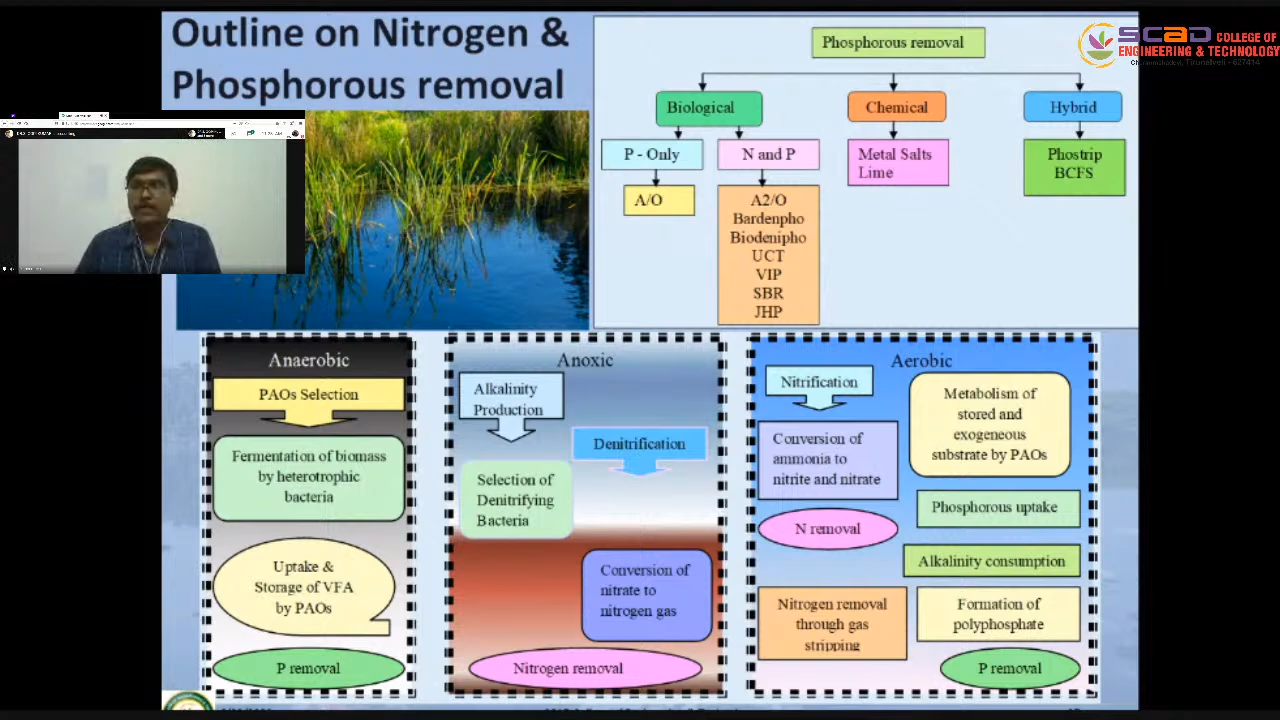 Outline on Nitrogen &
Phosphorous removal
SCAD COLLEGE OF
ENGINEERING & TECHNOLOGY
Phosphorous removal
Biological
Chemical
Hybrid
P - Only
N and P
Metal Salts
Lime
Phostrip
BCFS
A/O
A2/O
Bardenpho
Biodenipho
UCT
VIP
SBR
JHP
Anaerobic
PAOs Selection
Fermentation of biomass
by heterotrophic
bacteria
Uptake &
Storage of VFA
by PAOs
P removal
Anoxic
Alkalinity
Production
Denitrification
Selection of
Denitrifying
Bacteria
Conversion of
nitrate to
nitrogen gas
Nitrogen removal
Aerobic
Nitrification
Conversion of
ammonia to
nitrite and nitrate
N removal
Nitrogen removal
through gas
stripping
Metabolism of
stored and
exogeneous
substrate by PAOs
Phosphorous uptake
Alkalinity consumption
Formation of
polyphosphate
P removal